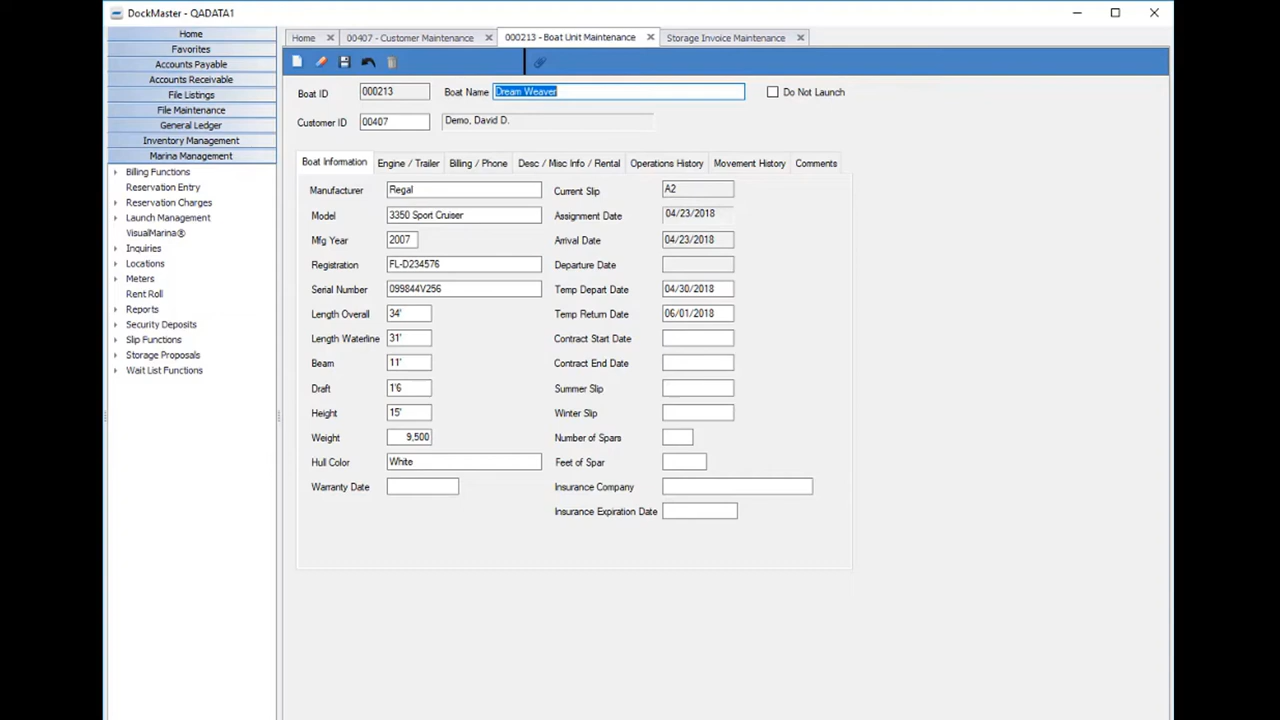 DockMaster - QADATA1
Home
Favorites
Accounts Payable
Accounts Receivable
File Listings
File Maintenance
General Ledger
Inventory Management
Marina Management
Billing Functions
Reservation Entry
Reservation Charges
Launch Management
VisualMarina®
Inquiries
Locations
Meters
Rent Roll
Reports
Security Deposits
Slip Functions
Storage Proposals
Wait List Functions
Home 00407 - Customer Maintenance 000213 - Boat Unit Maintenance Storage Invoice Maintenance
Boat ID 000213 Boat Name Dream Weaver Do Not Launch
Customer ID 00407 Demo, David D.
Boat Information Engine / Trailer Billing / Phone Desc / Misc Info / Rental Operations History Movement History Comments
Manufacturer Regal Current Slip A2
Model 3350 Sport Cruiser Assignment Date 04/23/2018
Mfg Year 2007 Arrival Date 04/23/2018
Registration FL-D234576 Departure Date
Serial Number 099844V256 Temp Depart Date 04/30/2018
Length Overall 34' Temp Return Date 06/01/2018
Length Waterline 31' Contract Start Date
Beam 11' Contract End Date
Draft 1'6 Summer Slip
Height 15' Winter Slip
Weight 9,500 Number of Spars
Hull Color White Feet of Spar
Warranty Date Insurance Company
Insurance Expiration Date